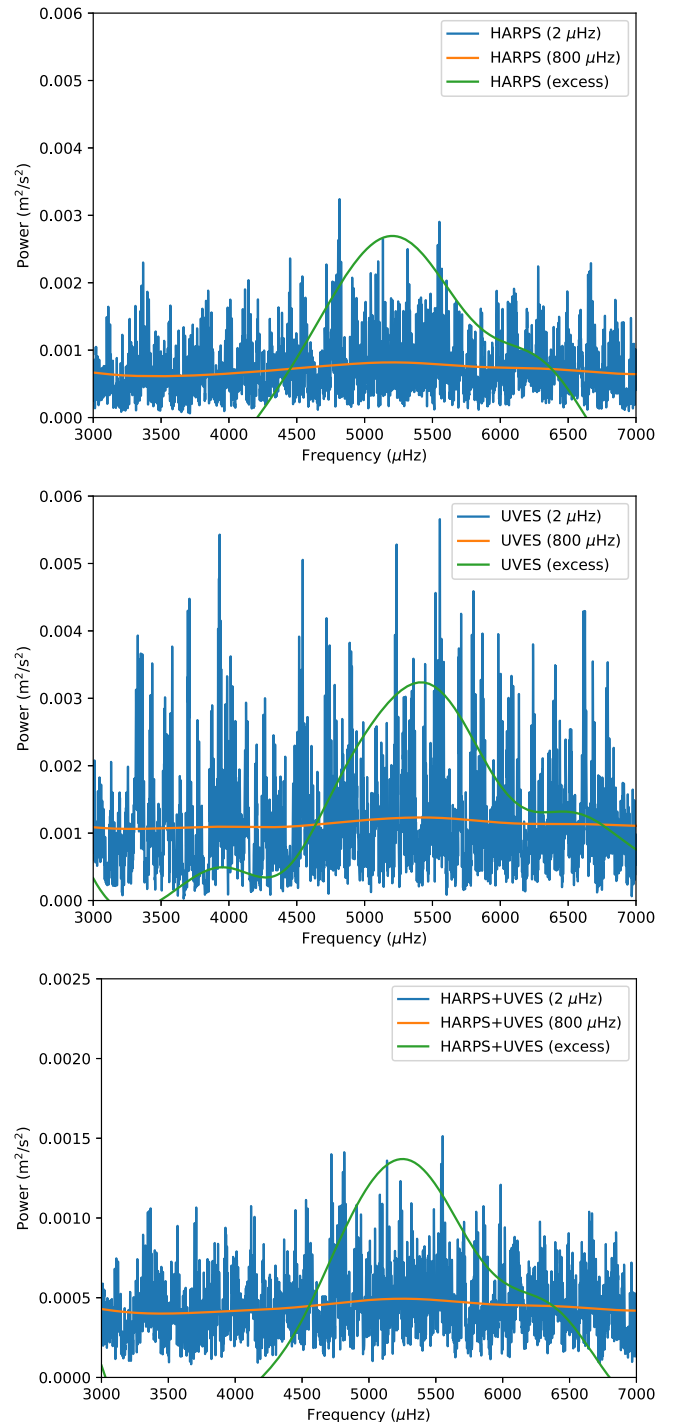 0.006
0.005
0.004
0.003
0.002
0.001
0.000
Power (m²/s²)
HARPS (2 μHz)
HARPS (800 μHz)
HARPS (excess)
3000 3500 4000 4500 5000 5500 6000 6500 7000
Frequency (μHz)
0.006
0.005
0.004
0.003
0.002
0.001
0.000
Power (m²/s²)
UVES (2 μHz)
UVES (800 μHz)
UVES (excess)
3000 3500 4000 4500 5000 5500 6000 6500 7000
Frequency (μHz)
0.0025
0.0020
0.0015
0.0010
0.0005
0.0000
Power (m²/s²)
HARPS+UVES (2 μHz)
HARPS+UVES (800 μHz)
HARPS+UVES (excess)
3000 3500 4000 4500 5000 5500 6000 6500 7000
Frequency (μHz)